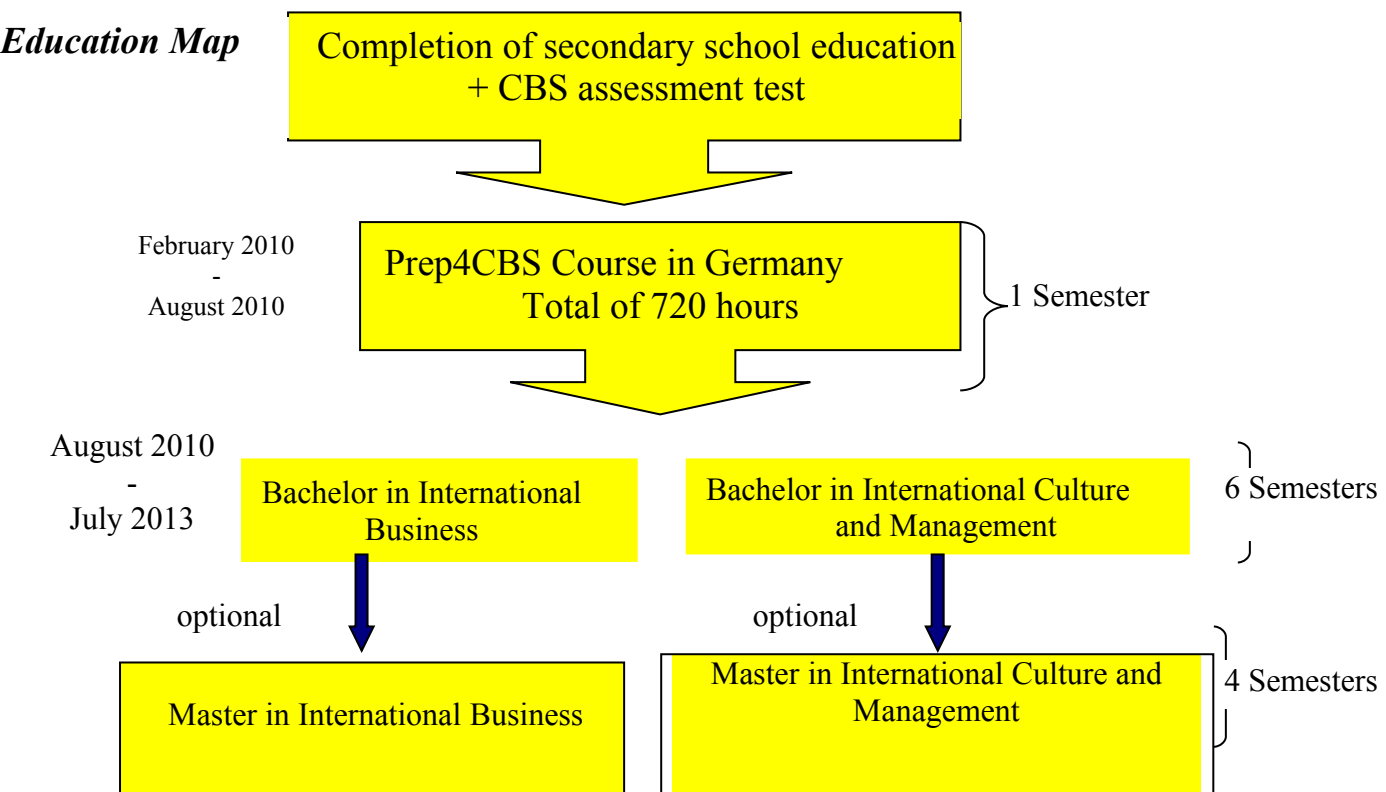 Education Map
Completion of secondary school education
+ CBS assessment test
February 2010
-
August 2010
Prep4CBS Course in Germany
Total of 720 hours
1 Semester
August 2010
-
July 2013
Bachelor in International
Business
Bachelor in International Culture
and Management
6 Semesters
optional
optional
Master in International Business
Master in International Culture and
Management
4 Semesters